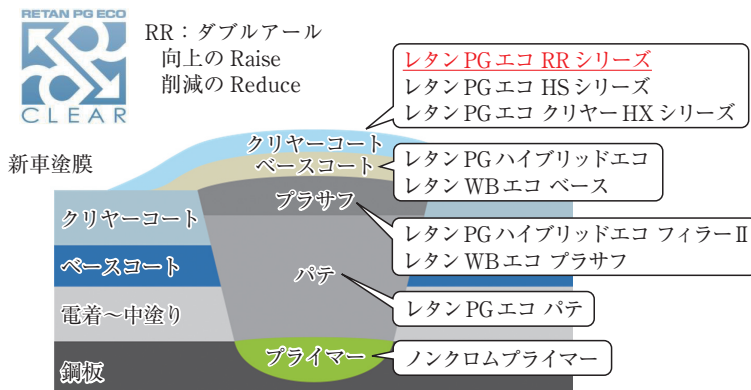 RETAN PG ECO
CLEAR
RR：ダブルアール
向上の Raise
削減の Reduce
レタン PG エコ RR シリーズ
レタン PG エコ HS シリーズ
レタン PG エコ クリヤー HX シリーズ
クリヤーコート
ベースコート
新車塗膜
レタン PG ハイブリッドエコ
レタン WB エコ ベース
プラサフ
クリヤーコート
レタン PG ハイブリッドエコ フィラーⅡ
レタン WB エコ プラサフ
ベースコート
パテ
レタン PG エコ パテ
電着～中塗り
プライマー
ノンクロムプライマー
鋼板